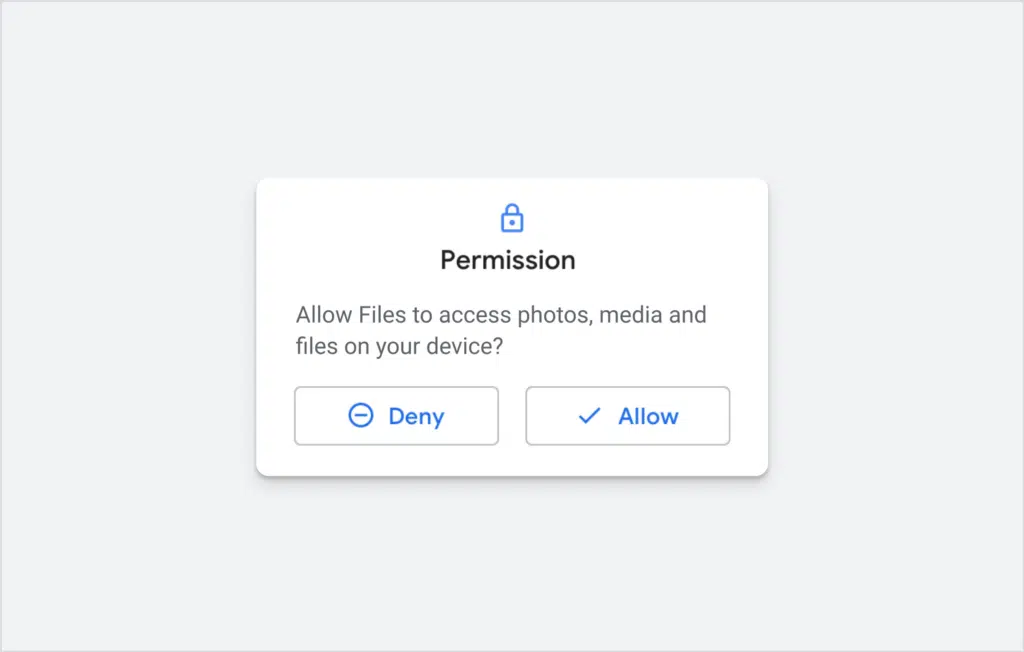 Permission
Allow Files to access photos, media and
files on your device?
Deny
Allow